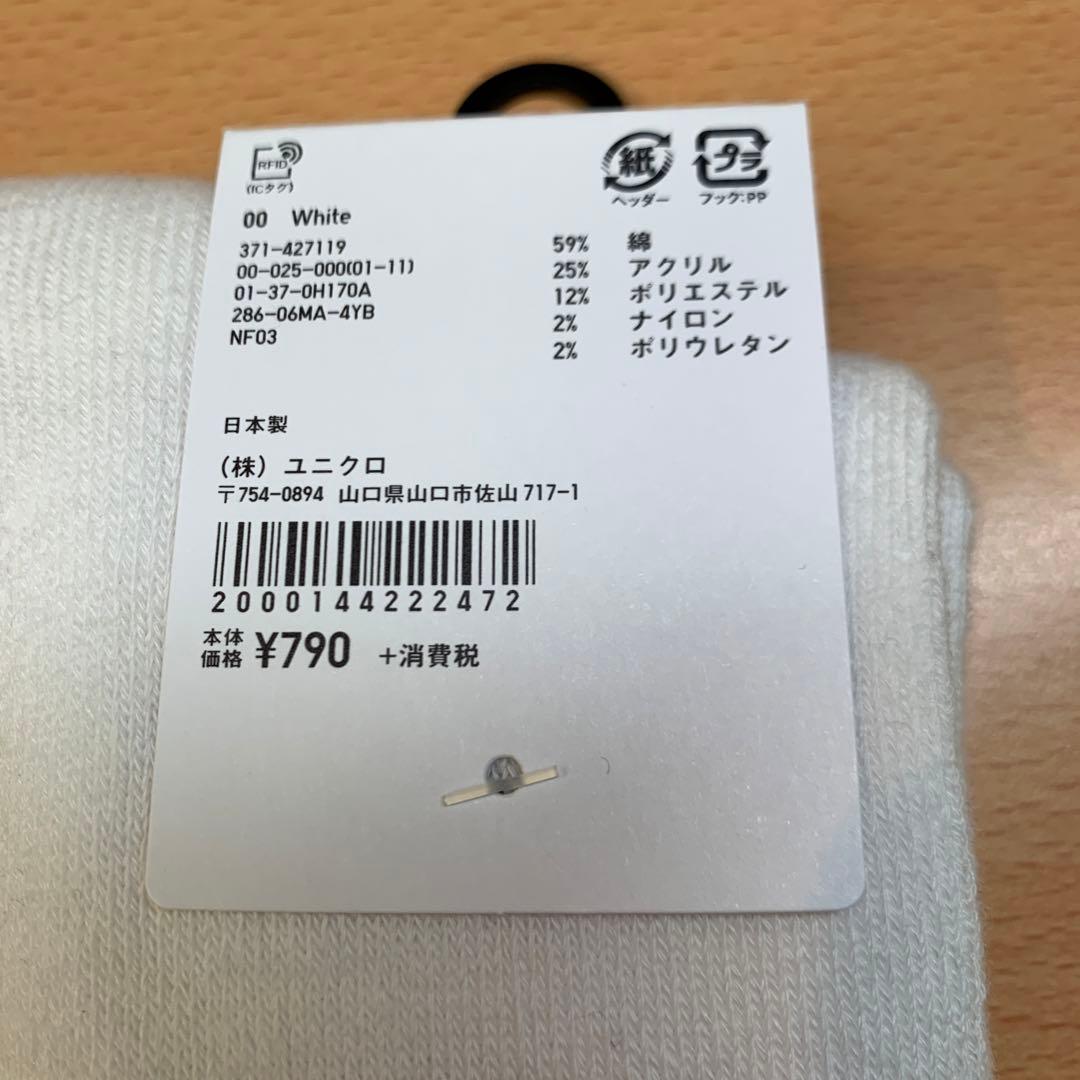 RFID
(ICタグ)
紙
ヘッダー
プラ
フック:PP
00 White
371-427119
00-025-000(01-11)
01-37-0H170A
286-06MA-4YB
NF03
59% 綿
25% アクリル
12% ポリエステル
2% ナイロン
2% ポリウレタン
日本製
(株) ユニクロ
〒754-0894 山口県山口市佐山717-1
2000144222472
本体価格 ¥790 +消費税